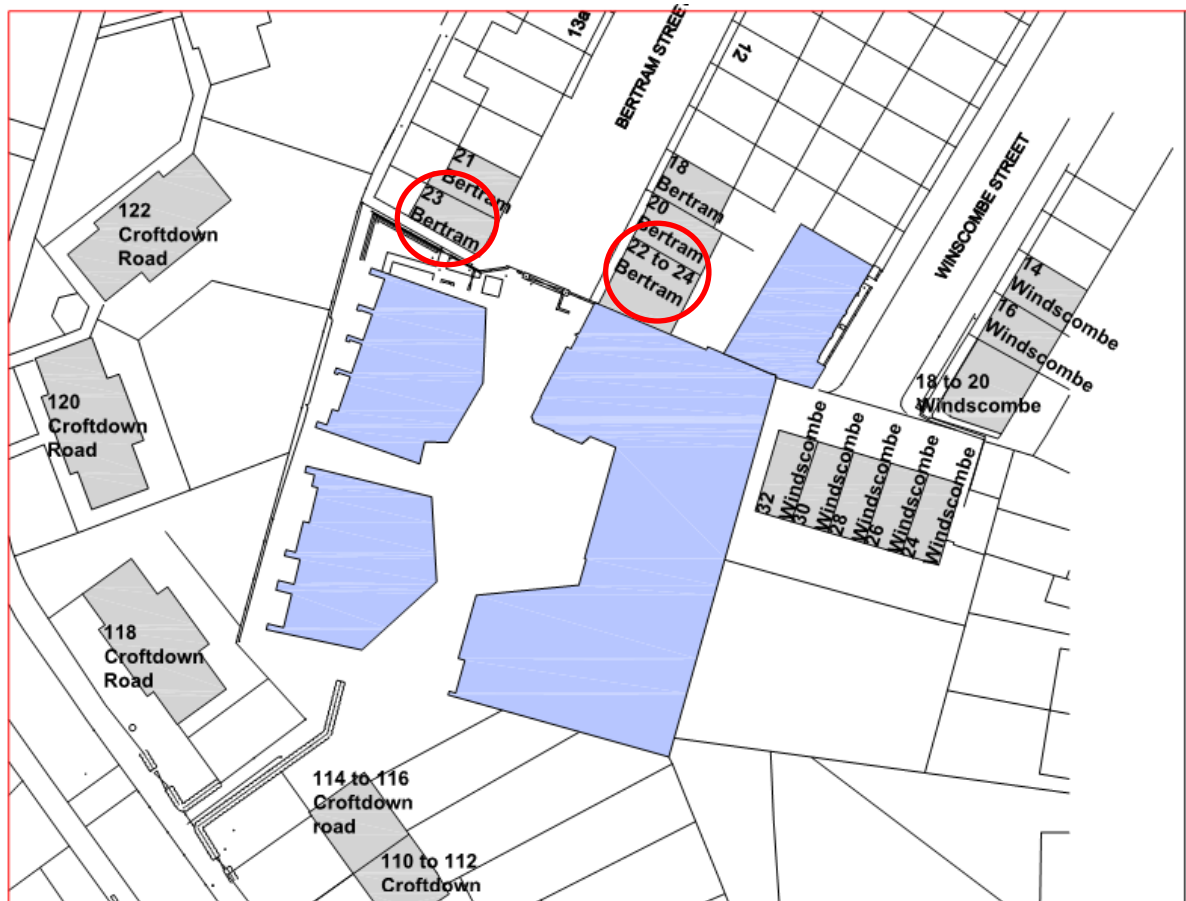 13a
BERTRAM STREET
12
WINSCOMBE STREET
21
Bertram
23
Bertram
18
Bertram
20
Bertram
22 to 24
Bertram
122
Croftdown
Road
14
Windscombe
16
Windscombe
18 to 20
Windscombe
120
Croftdown
Road
32
Windscombe
30
Windscombe
28
Windscombe
26
Windscombe
24
Windscombe
118
Croftdown
Road
114 to 116
Croftdown
road
110 to 112
Croftdown